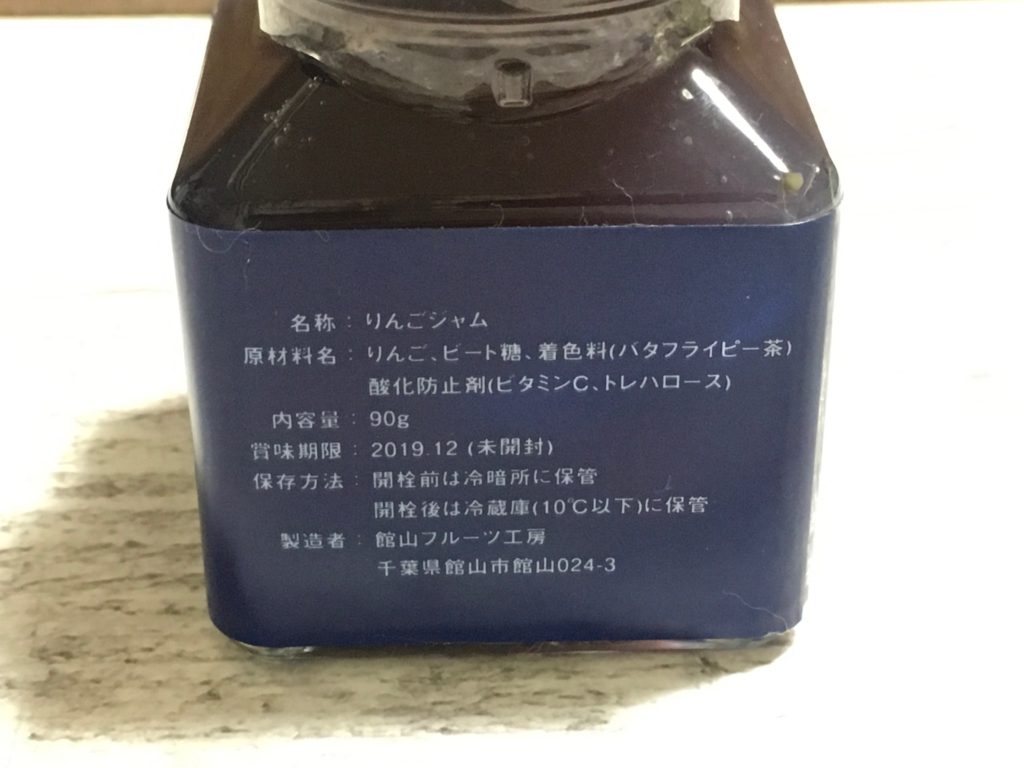 名称：りんごジャム
原材料名：りんご、ビート糖、着色料(バタフライピー茶)
酸化防止剤(ビタミンC、トレハロース)
内容量：90g
賞味期限：2019.12 (未開封)
保存方法：開栓前は冷暗所に保管
開栓後は冷蔵庫(10℃以下)に保管
製造者：館山フルーツ工房
千葉県館山市館山024-3